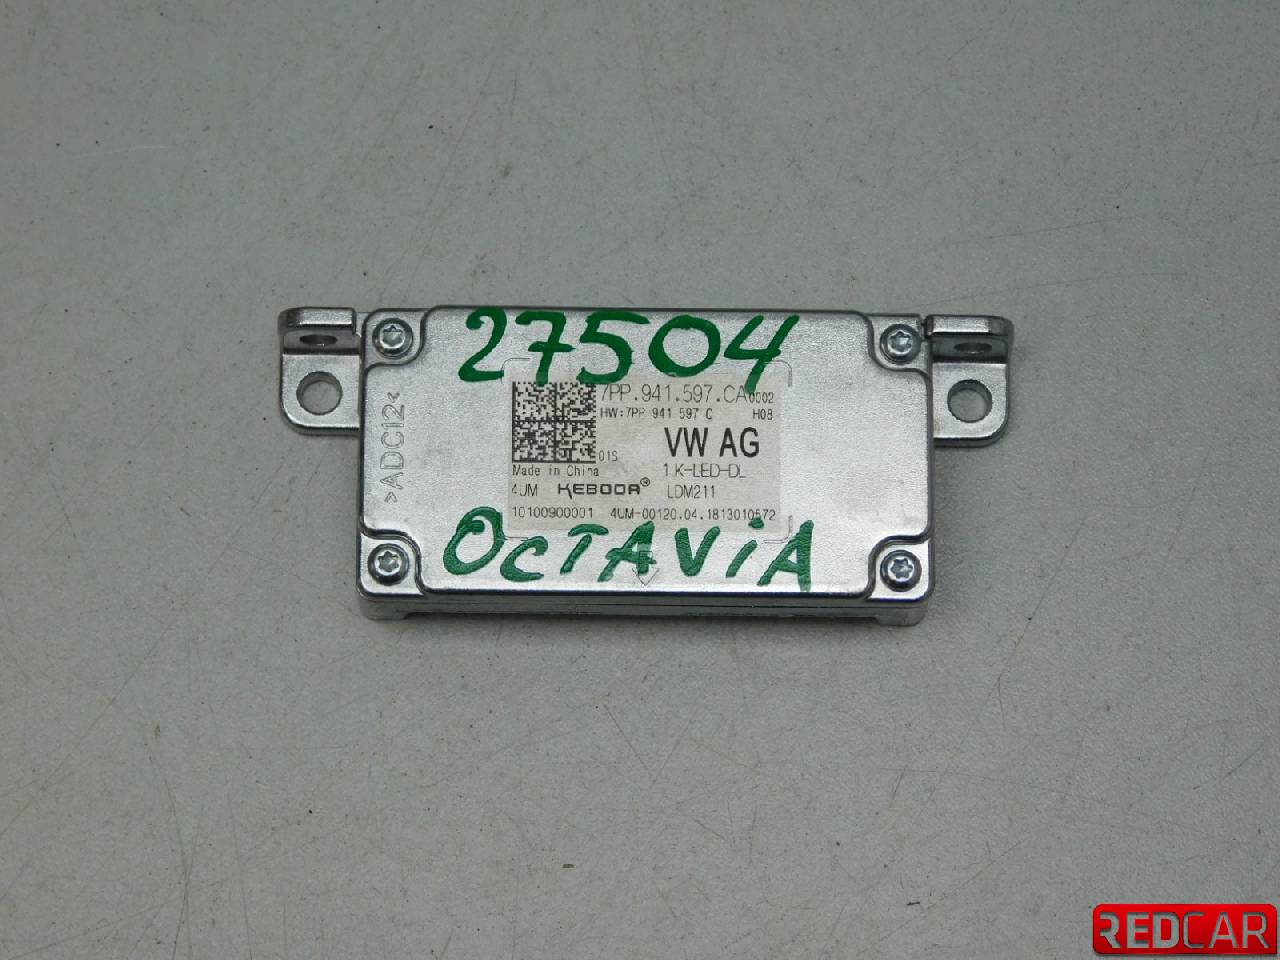 27504
7PP.941.597.CA 0002
HW:7PP 941 597 C H08
VW AG
01S
Made in China 1K-LED-DL
4UM KEBODA® LDM211
10100900001 4UM-00120.04.1813010572
OCTAViA
>ADC12<
REDCAR